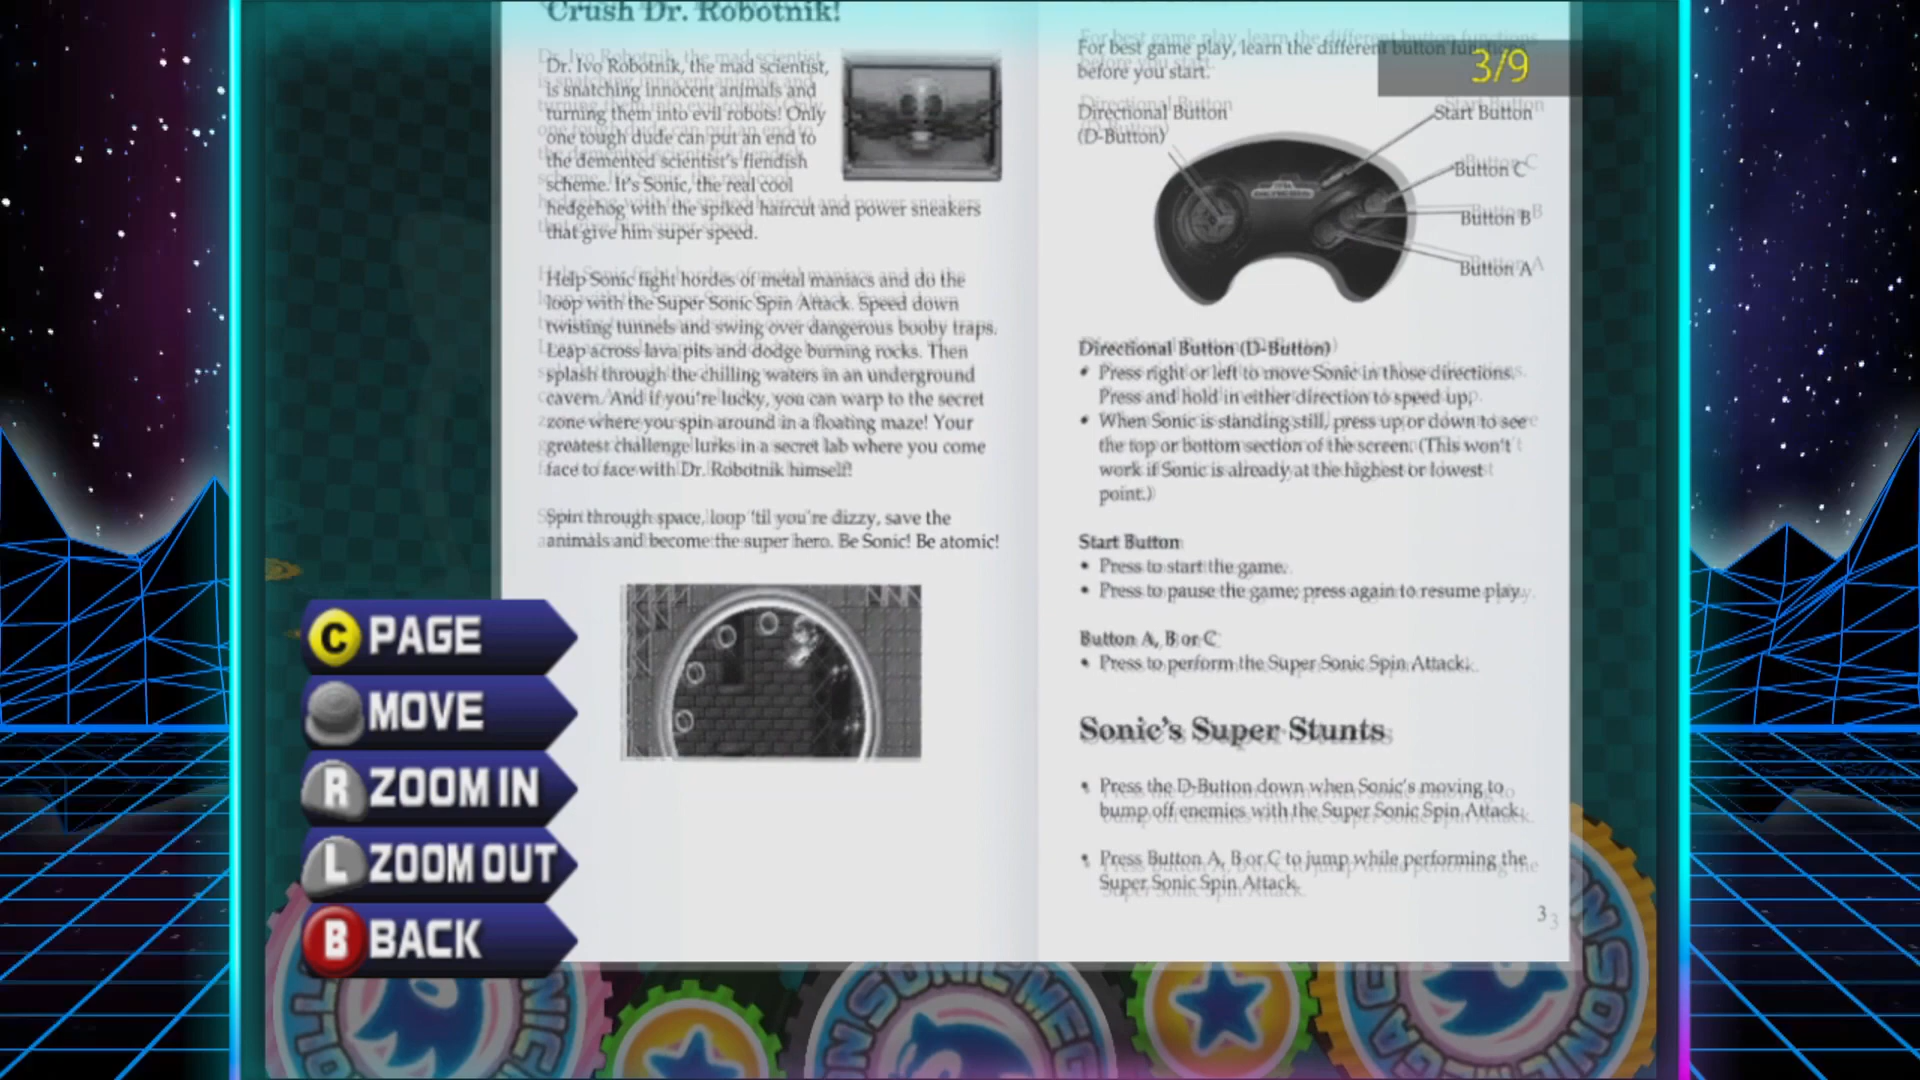 Crush Dr. Robotnik!
Dr. Ivo Robotnik, the mad scientist,
is snatching innocent animals and
turning them into evil robots! Only
one tough dude can put an end to
the demented scientist's fiendish
scheme. It's Sonic, the real cool
hedgehog with the spiked haircut and power sneakers
that give him super speed.
Help Sonic fight hordes of metal maniacs and do the
loop with the Super Sonic Spin Attack. Speed down
twisting tunnels and swing over dangerous booby traps.
Leap across lava pits and dodge burning rocks. Then
splash through the chilling waters in an underground
cavern. And if you're lucky, you can warp to the secret
zone where you spin around in a floating maze! Your
greatest challenge lurks in a secret lab where you come
face to face with Dr. Robotnik himself!
Spin through space, loop 'til you're dizzy, save the
animals and become the super hero. Be Sonic! Be atomic!
For best game play, learn the different button functions
before you start.
3/9
Directional Button
(D-Button)
Start Button
Button C
Button B
Button A
Directional Button (D-Button)
• Press right or left to move Sonic in those directions.
Press and hold in either direction to speed up.
• When Sonic is standing still, press up or down to see
the top or bottom section of the screen. (This won't
work if Sonic is already at the highest or lowest
point.)
Start Button
• Press to start the game.
• Press to pause the game; press again to resume play.
Button A, B or C
• Press to perform the Super Sonic Spin Attack.
Sonic's Super Stunts
• Press the D-Button down when Sonic's moving to
bump off enemies with the Super Sonic Spin Attack.
• Press Button A, B or C to jump while performing the
Super Sonic Spin Attack.
3
C PAGE
MOVE
R ZOOM IN
L ZOOM OUT
B BACK
SONIC MEGA